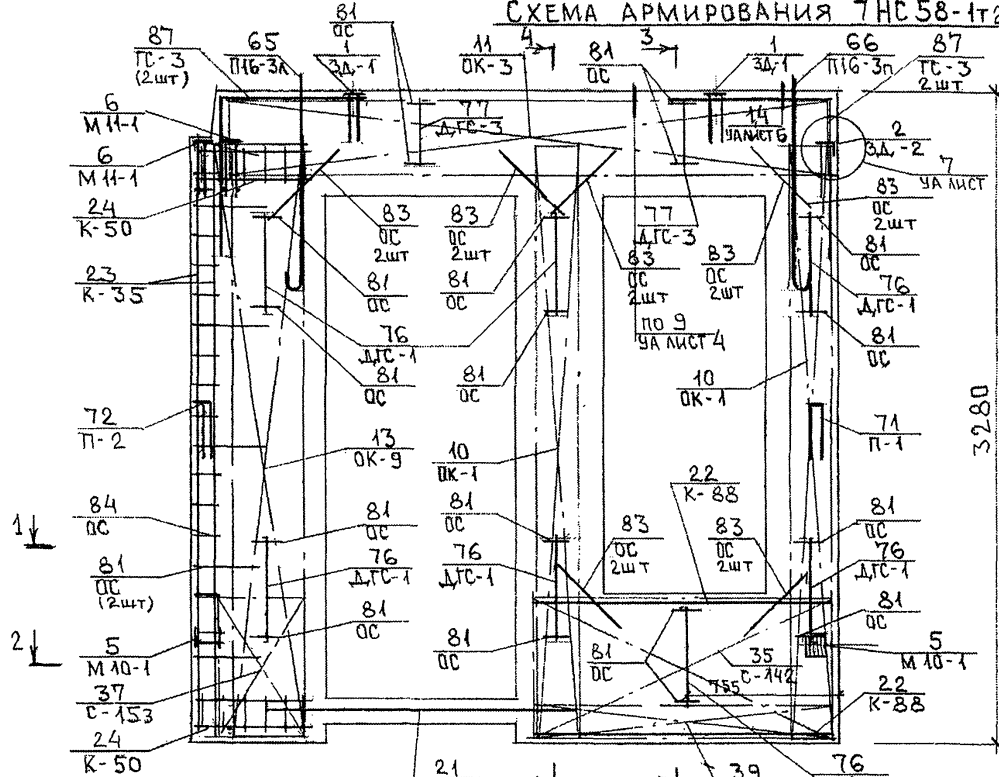 СХЕМА АРМИРОВАНИЯ 7НС58-1т2
81
ОС
87
ГС-3
(2шт)
65
П16-3л
1
ЗД-1
4
11
ОК-3
81
ОС
3
1
ЗД-1
66
П16-3п
87
ГС-3
2шт
6
М11-1
77
ДГС-3
14
УА ЛИСТ 6
2
ЗД-2
6
М11-1
7
УА ЛИСТ
24
К-50
83
ОС
2шт
83
ОС
2шт
77
ДГС-3
83
ОС
2шт
83
ОС
2шт
83
ОС
2шт
81
ОС
23
К-35
81
ОС
81
ОС
76
ДГС-1
76
ДГС-1
ПО 9
УА ЛИСТ 4
81
ОС
81
ОС
81
ОС
10
ОК-1
3280
72
П-2
13
ОК-9
10
ОК-1
71
П-1
22
К-88
84
ОС
81
ОС
81
ОС
83
ОС
2шт
83
ОС
2шт
81
ОС
1
81
ОС
(2шт)
76
ДГС-1
76
ДГС-1
76
ДГС-1
81
ОС
81
ОС
2
5
М10-1
81
ОС
81
ОС
35
С-142
5
М10-1
755
37
С-153
22
К-88
24
К-50
21
39
76